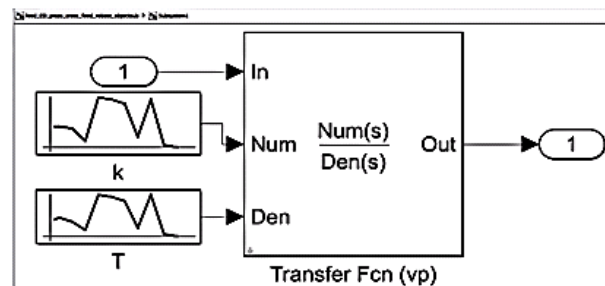 1
In
Num
Num(s)
Den(s)
Out
1
k
Den
T
Transfer Fcn (vp)